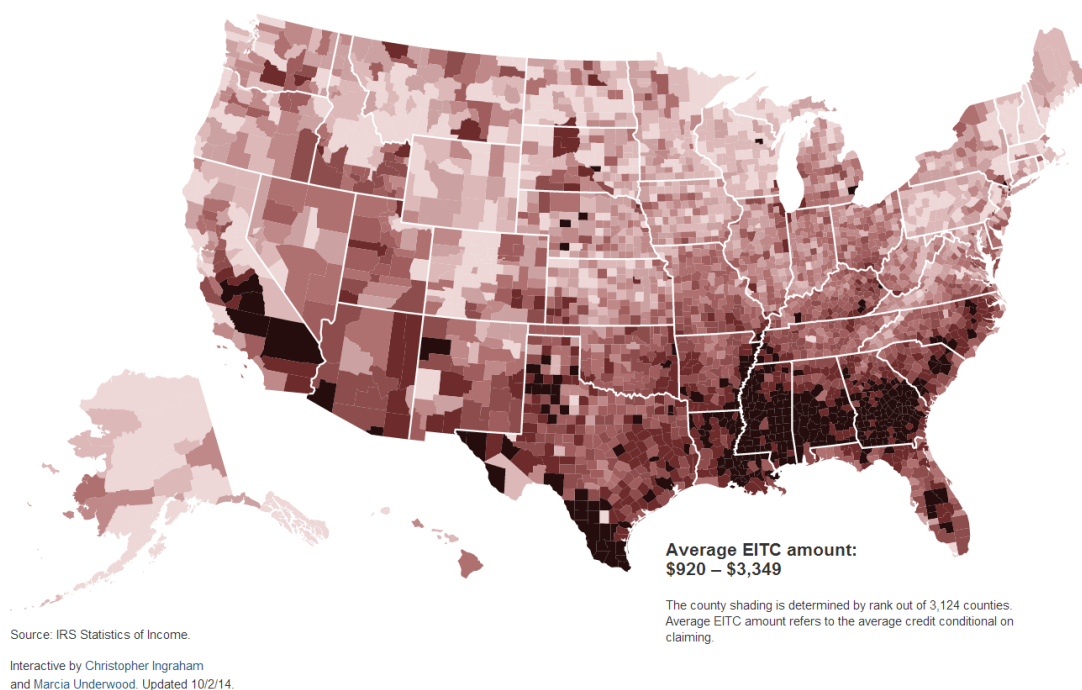 Average EITC amount:
$920 – $3,349
The county shading is determined by rank out of 3,124 counties.
Average EITC amount refers to the average credit conditional on
claiming.
Source: IRS Statistics of Income.
Interactive by Christopher Ingraham
and Marcia Underwood. Updated 10/2/14.